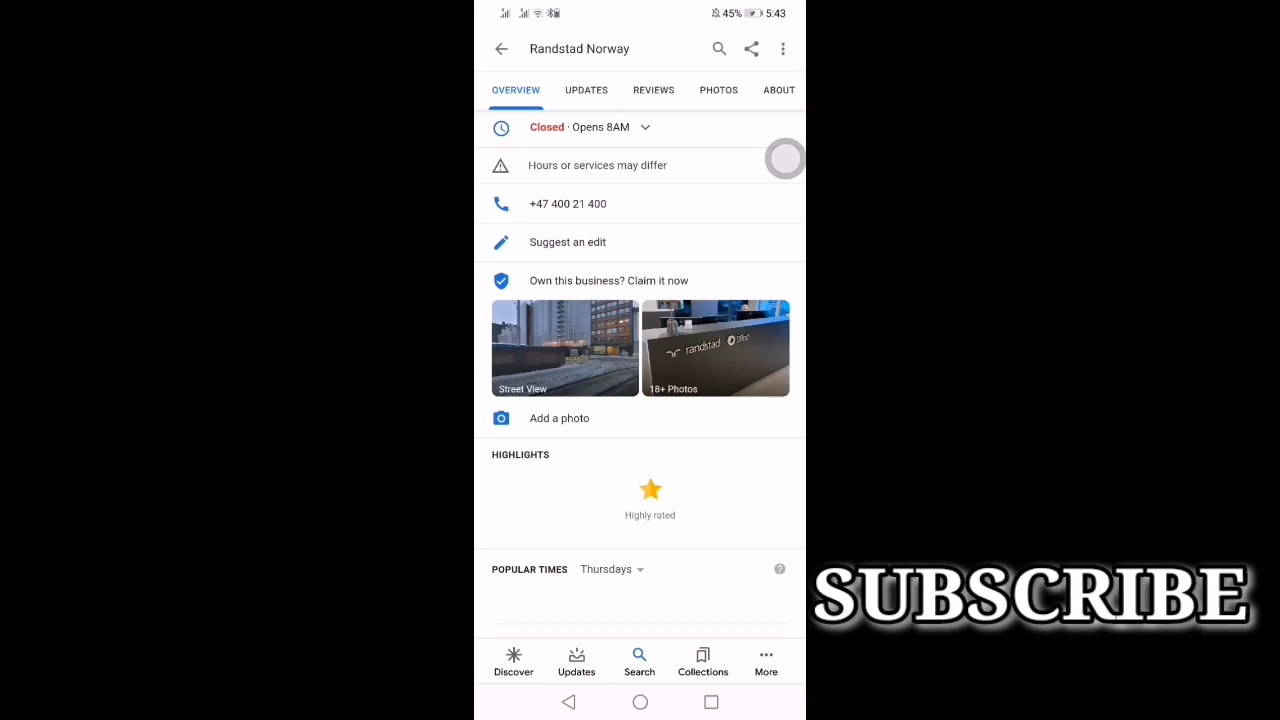 45% 5:43
Randstad Norway
OVERVIEW UPDATES REVIEWS PHOTOS ABOUT
Closed · Opens 8AM
Hours or services may differ
+47 400 21 400
Suggest an edit
Own this business? Claim it now
randstad
Street View
18+ Photos
Add a photo
HIGHLIGHTS
Highly rated
POPULAR TIMES Thursdays
SUBSCRIBE
Discover Updates Search Collections More